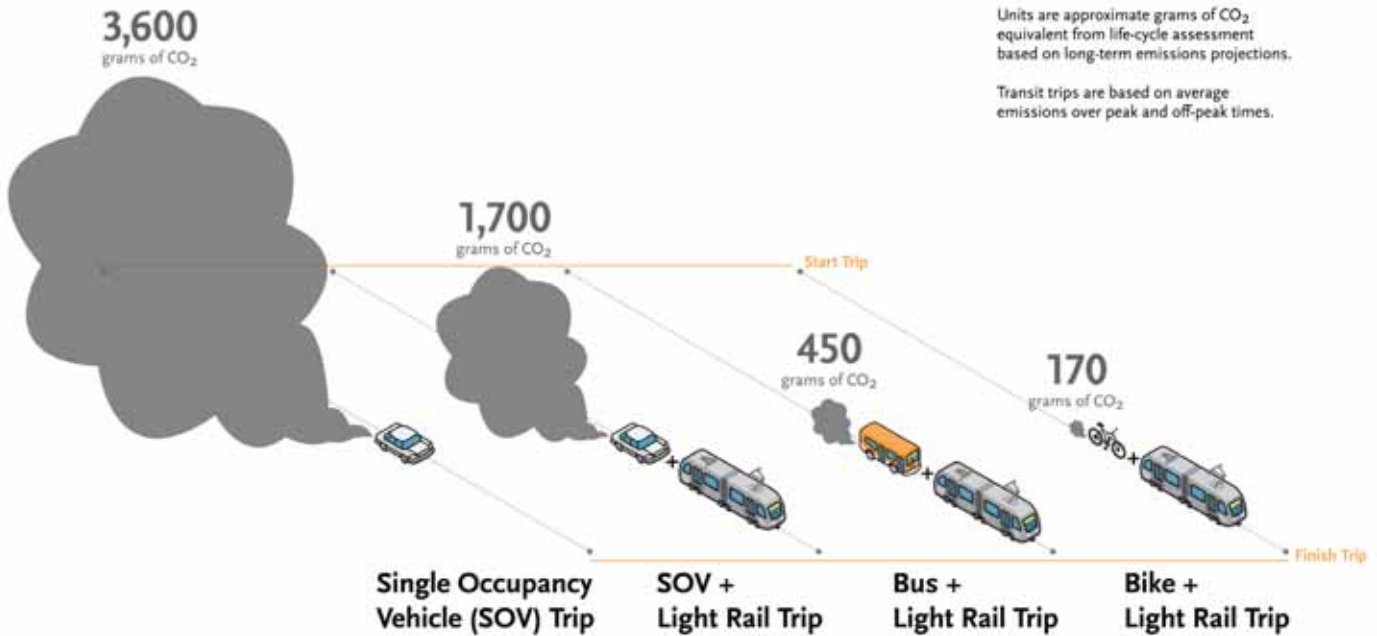 3,600
grams of CO₂
Units are approximate grams of CO₂
equivalent from life-cycle assessment
based on long-term emissions projections.
Transit trips are based on average
emissions over peak and off-peak times.
1,700
grams of CO₂
Start Trip
450
grams of CO₂
170
grams of CO₂
+
+
+
Finish Trip
Single Occupancy
Vehicle (SOV) Trip
SOV +
Light Rail Trip
Bus +
Light Rail Trip
Bike +
Light Rail Trip